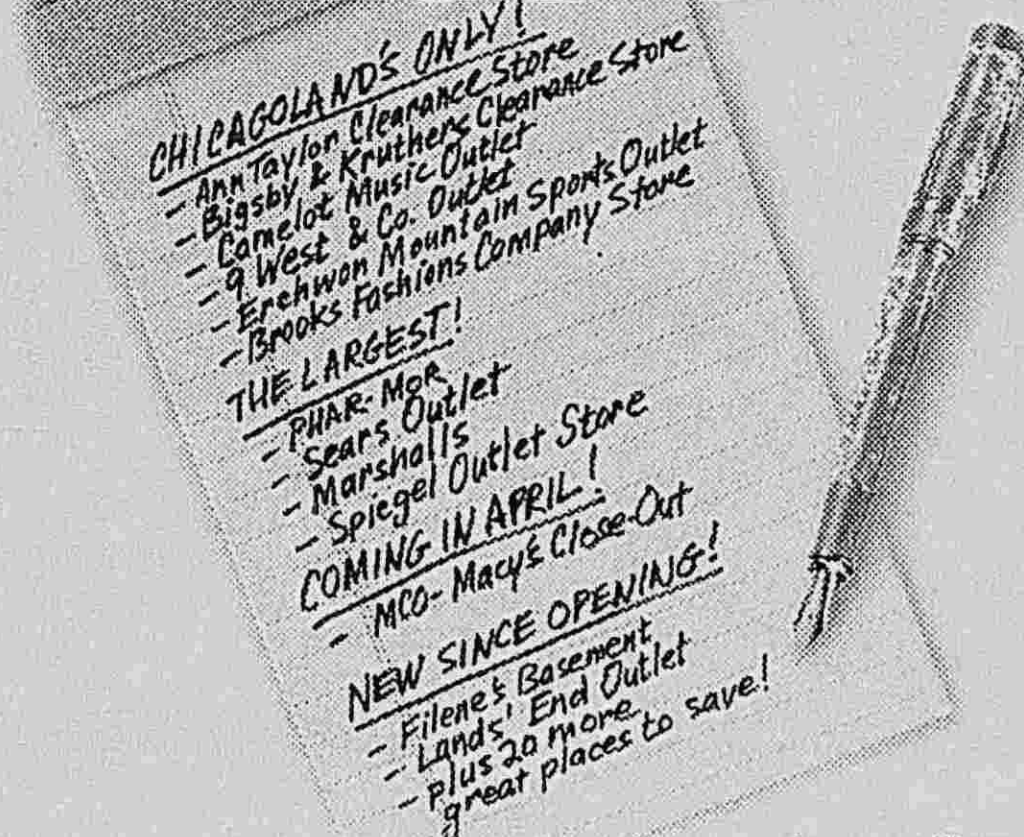 CHICAGOLAND'S ONLY!
- Ann Taylor Clearance Store
- Bigsby & Kruthers Clearance Store
- Camelot Music Outlet
- 9 West & Co. Outlet
- Erehwon Mountain Sports Outlet
- Brooks Fashions Company Store
THE LARGEST!
- PHAR-MOR
- Sears Outlet
- Marshalls
- Spiegel Outlet Store
COMING IN APRIL!
- MCO-Macy's Close-Out
NEW SINCE OPENING!
- Filene's Basement
- Lands' End Outlet
- plus 20 more
great places to save!